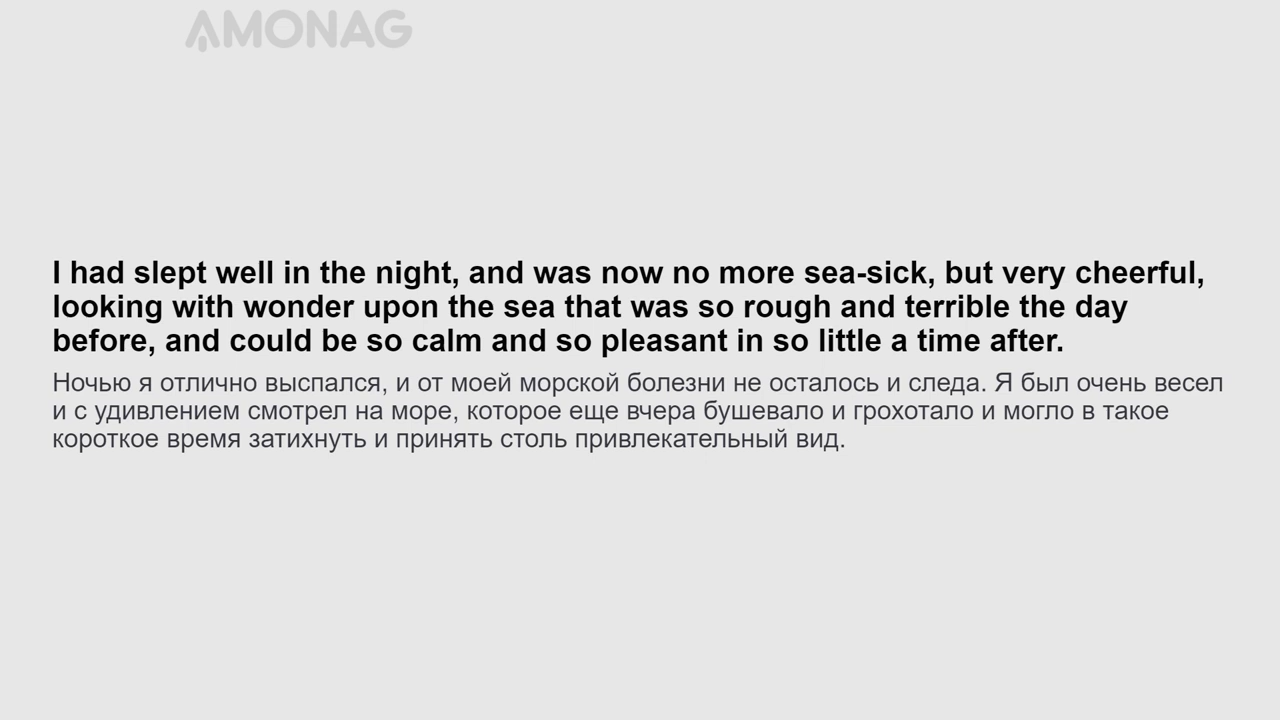 AMONAG
I had slept well in the night, and was now no more sea-sick, but very cheerful,
looking with wonder upon the sea that was so rough and terrible the day
before, and could be so calm and so pleasant in so little a time after.
Ночью я отлично выспался, и от моей морской болезни не осталось и следа. Я был очень весел
и с удивлением смотрел на море, которое еще вчера бушевало и грохотало и могло в такое
короткое время затихнуть и принять столь привлекательный вид.